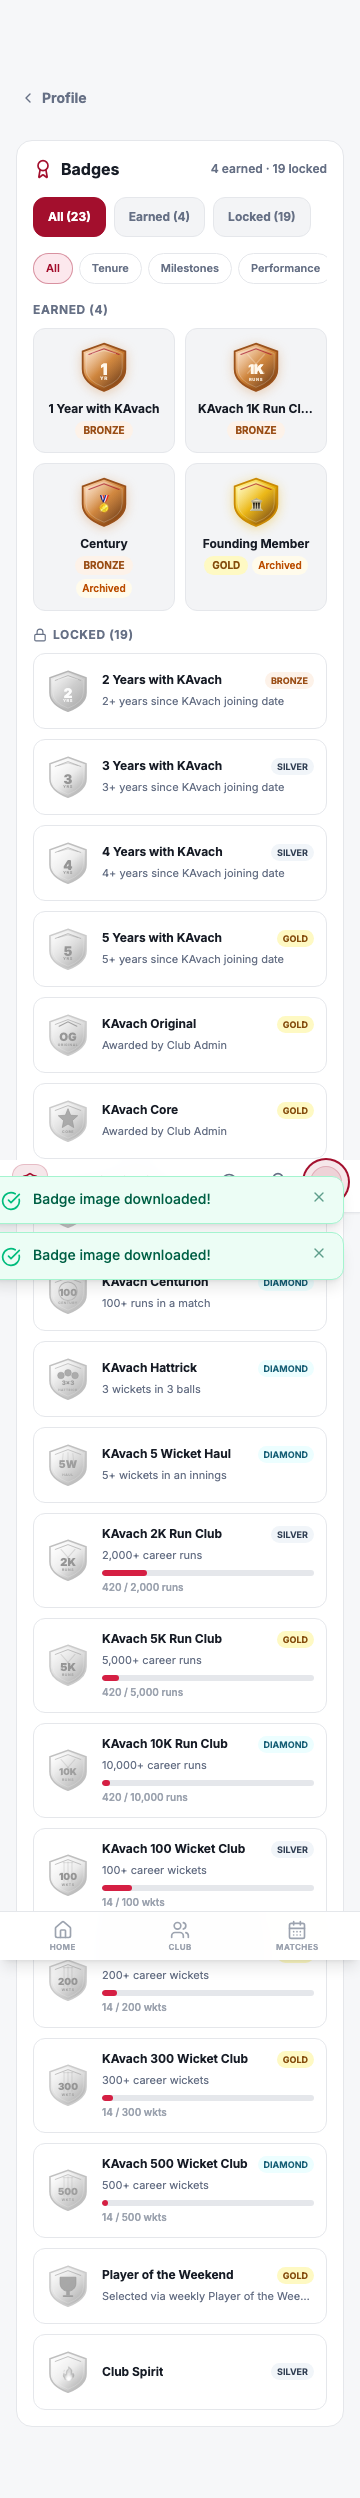 Profile
Badges
4 earned · 19 locked
All (23)
Earned (4)
Locked (19)
All
Tenure
Milestones
Performance
EARNED (4)
1
YR
1 Year with KAvach
BRONZE
1K
RUNS
KAvach 1K Run Cl...
BRONZE
Century
BRONZE
Archived
Founding Member
GOLD
Archived
LOCKED (19)
2
YRS
2 Years with KAvach
BRONZE
2+ years since KAvach joining date
3
YRS
3 Years with KAvach
SILVER
3+ years since KAvach joining date
4
YRS
4 Years with KAvach
SILVER
4+ years since KAvach joining date
5
YRS
5 Years with KAvach
GOLD
5+ years since KAvach joining date
OG
KAvach Original
GOLD
Awarded by Club Admin
KAvach Core
GOLD
Awarded by Club Admin
Badge image downloaded!
Badge image downloaded!
100
KAvach Centurion
DIAMOND
100+ runs in a match
3×3
KAvach Hattrick
DIAMOND
3 wickets in 3 balls
5W
KAvach 5 Wicket Haul
DIAMOND
5+ wickets in an innings
2K
RUNS
KAvach 2K Run Club
SILVER
2,000+ career runs
420 / 2,000 runs
5K
RUNS
KAvach 5K Run Club
GOLD
5,000+ career runs
420 / 5,000 runs
10K
RUNS
KAvach 10K Run Club
DIAMOND
10,000+ career runs
420 / 10,000 runs
100
WKTS
KAvach 100 Wicket Club
SILVER
100+ career wickets
14 / 100 wkts
HOME
CLUB
MATCHES
200
WKTS
200+ career wickets
14 / 200 wkts
300
WKTS
KAvach 300 Wicket Club
GOLD
300+ career wickets
14 / 300 wkts
500
WKTS
KAvach 500 Wicket Club
DIAMOND
500+ career wickets
14 / 500 wkts
Player of the Weekend
GOLD
Selected via weekly Player of the Wee...
Club Spirit
SILVER